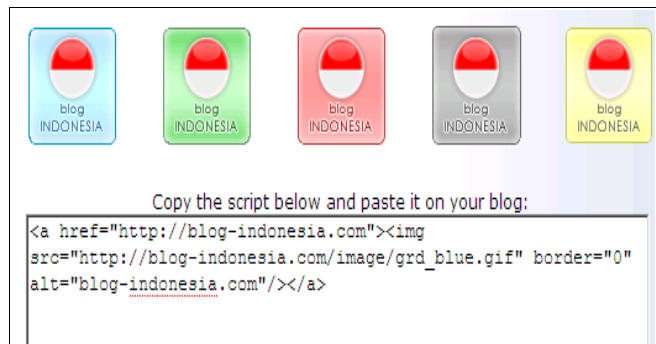 blog
INDONESIA
blog
INDONESIA
blog
INDONESIA
blog
INDONESIA
blog
INDONESIA
Copy the script below and paste it on your blog:
<a href="http://blog-indonesia.com"><img
src="http://blog-indonesia.com/image/grd_blue.gif" border="0"
alt="blog-indonesia.com"/></a>